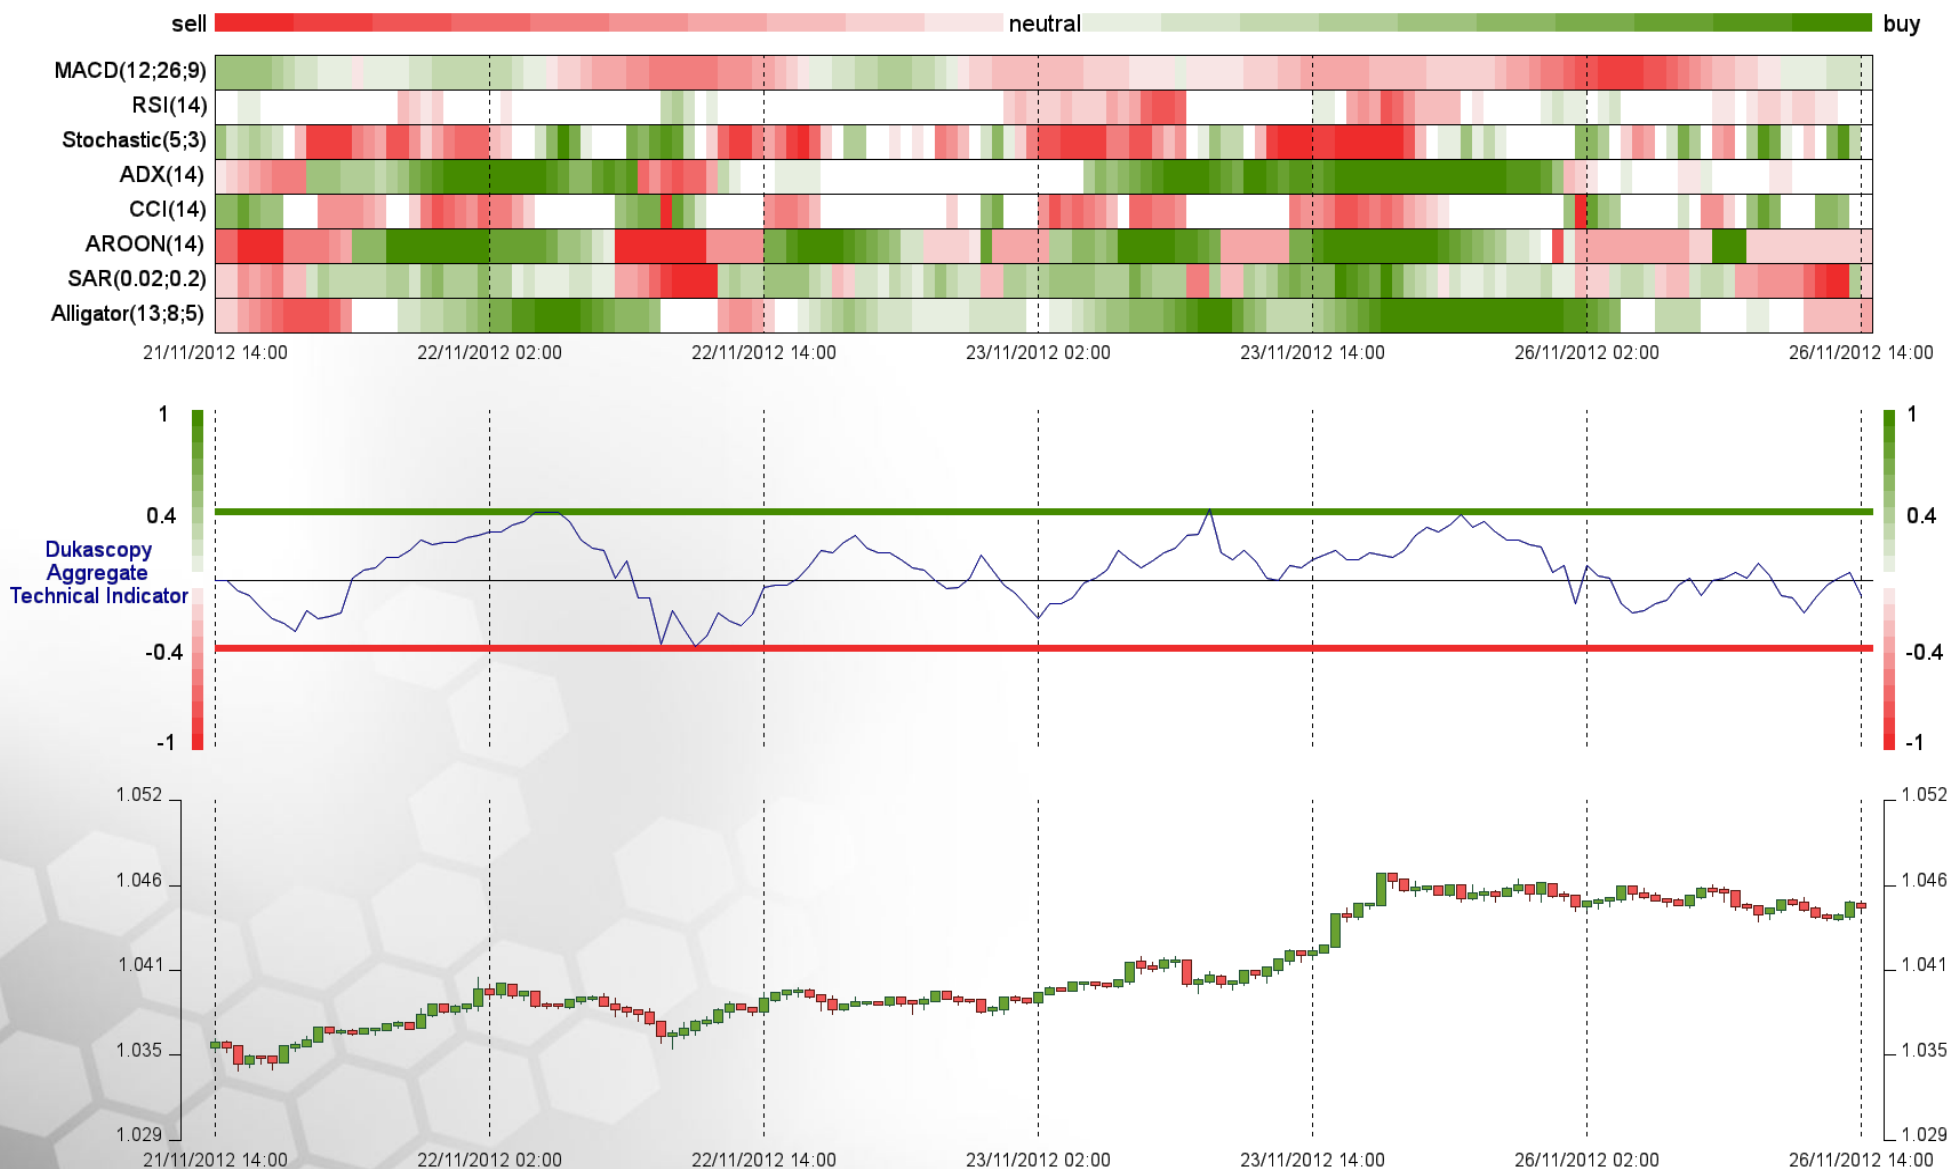 sell neutral buy
MACD(12;26;9)
RSI(14)
Stochastic(5;3)
ADX(14)
CCI(14)
AROON(14)
SAR(0.02;0.2)
Alligator(13;8;5)
21/11/2012 14:00 22/11/2012 02:00 22/11/2012 14:00 23/11/2012 02:00 23/11/2012 14:00 26/11/2012 02:00 26/11/2012 14:00
1 1
0.4 0.4
Dukascopy
Aggregate
Technical Indicator
-0.4 -0.4
-1 -1
1.052 1.052
1.046 1.046
1.041 1.041
1.035 1.035
1.029 1.029
21/11/2012 14:00 22/11/2012 02:00 22/11/2012 14:00 23/11/2012 02:00 23/11/2012 14:00 26/11/2012 02:00 26/11/2012 14:00